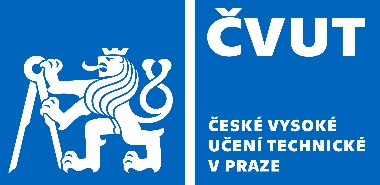 ČVUT
ČESKÉ VYSOKÉ
UČENÍ TECHNICKÉ
V PRAZE